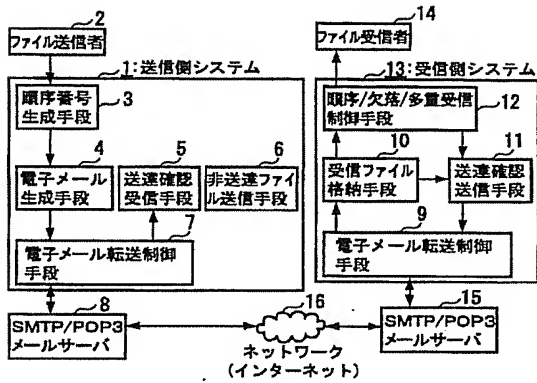 2
ファイル送信者
1:送信側システム
順序番号
生成手段
3
4
電子メール
生成手段
5
送達確認
受信手段
6
非送達ファイ
ル送信手段
7
電子メール転送制御
手段
8
SMTP/POP3
メールサーバ
16
ネットワーク
(インターネット)
14
ファイル受信者
13:受信側システム
順序/欠落/多重受信
制御手段
12
10
受信ファイル
格納手段
11
送達確認
送信手段
9
電子メール転送制御
手段
15
SMTP/POP3
メールサーバ